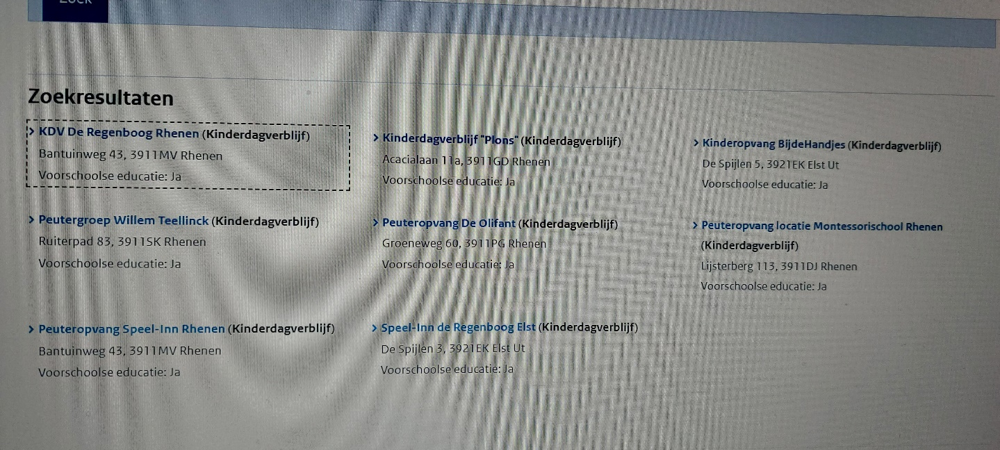 Zoekresultaten
KDV De Regenboog Rhenen (Kinderdagverblijf)
Bantuinweg 43, 3911MV Rhenen
Voorschoolse educatie: Ja
Kinderdagverblijf "Plons" (Kinderdagverblijf)
Acacialaan 11a, 3911GD Rhenen
Voorschoolse educatie: Ja
Kinderopvang BijdeHandjes (Kinderdagverblijf)
De Spijlen 5, 3921EK Elst Ut
Voorschoolse educatie: Ja
Peutergroep Willem Teellinck (Kinderdagverblijf)
Ruiterpad 83, 3911SK Rhenen
Voorschoolse educatie: Ja
Peuteropvang De Olifant (Kinderdagverblijf)
Groeneweg 60, 3911PG Rhenen
Voorschoolse educatie: Ja
Peuteropvang locatie Montessorischool Rhenen
(Kinderdagverblijf)
Lijsterberg 113, 3911DJ Rhenen
Voorschoolse educatie: Ja
Peuteropvang Speel-Inn Rhenen (Kinderdagverblijf)
Bantuinweg 43, 3911MV Rhenen
Voorschoolse educatie: Ja
Speel-Inn de Regenboog Elst (Kinderdagverblijf)
De Spijlen 3, 3921EK Elst Ut
Voorschoolse educatie: Ja